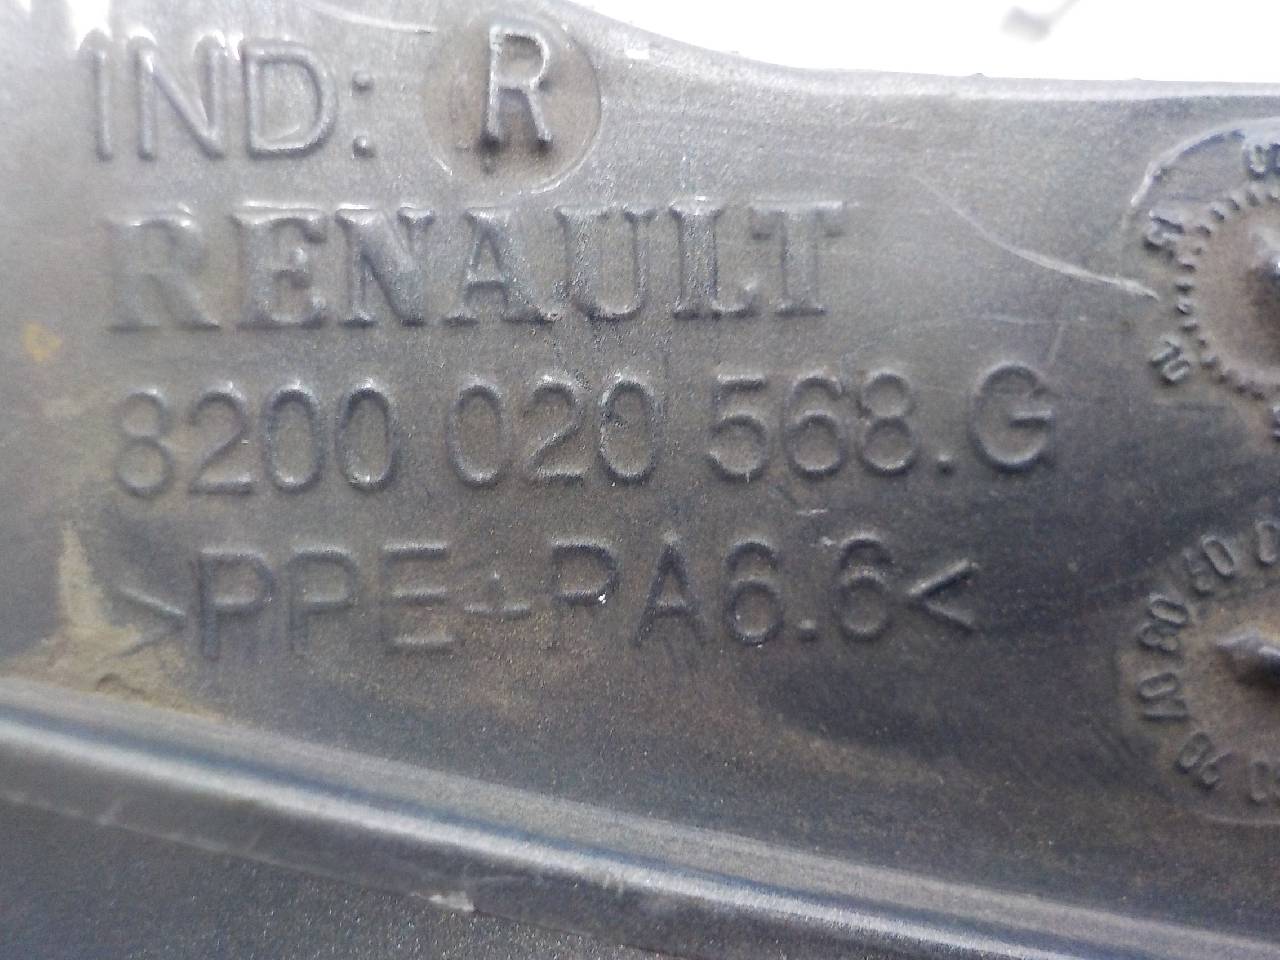 IND: R
RENAULT
8200 020 568.G
>PPE+PA6.6<